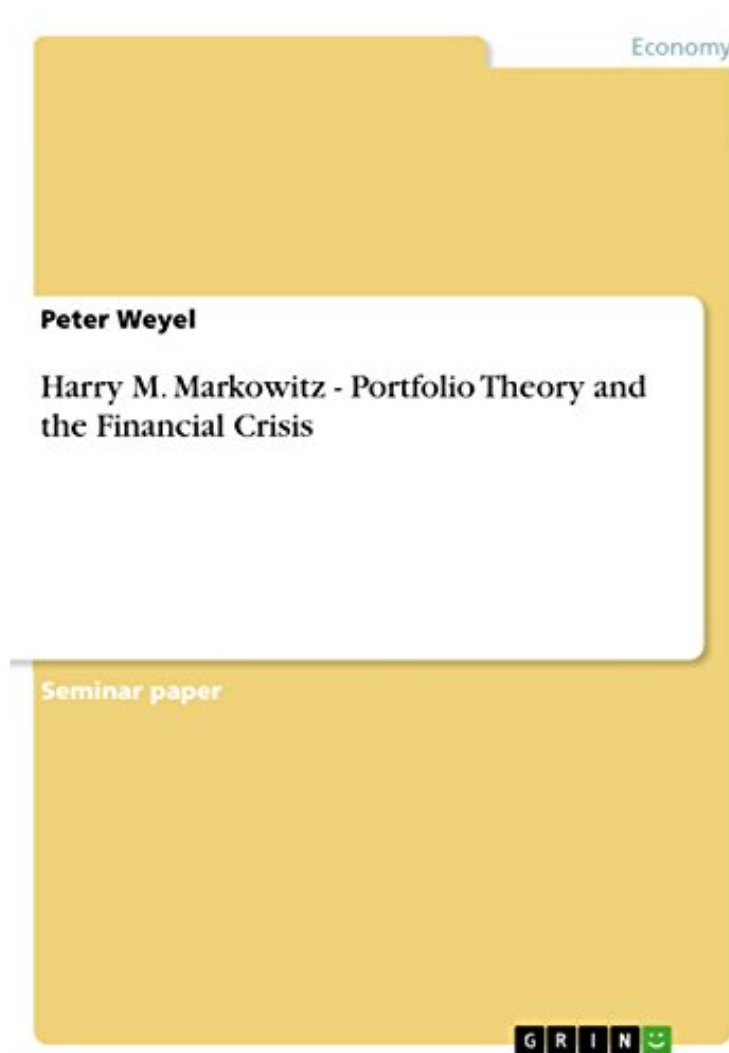 Economy
Peter Weyel
Harry M. Markowitz - Portfolio Theory and
the Financial Crisis
Seminar paper
GRIN